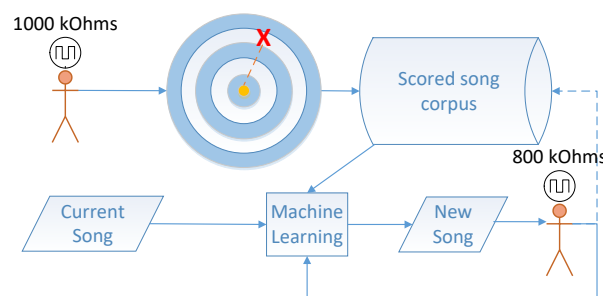 1000 kOhms
X
Scored song
corpus
800 kOhms
Current
Song
Machine
Learning
New
Song